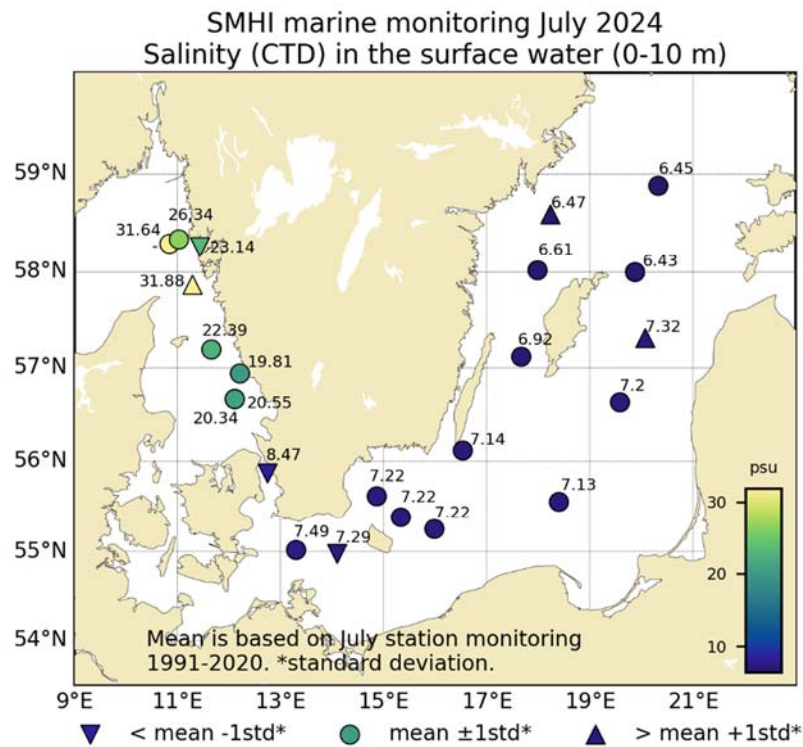 SMHI marine monitoring July 2024
Salinity (CTD) in the surface water (0-10 m)
59°N
58°N
57°N
56°N
55°N
54°N
6.45
6.47
26.34
31.64
-
23.14
6.61
6.43
31.88
7.32
22.39
6.92
19.81
7.2
20.55
20.34
7.14
8.47
psu
7.22
7.22
7.13
7.22
30
7.49
7.29
20
10
Mean is based on July station monitoring
1991-2020. *standard deviation.
9°E 11°E 13°E 15°E 17°E 19°E 21°E
< mean -1std* mean ±1std* > mean +1std*